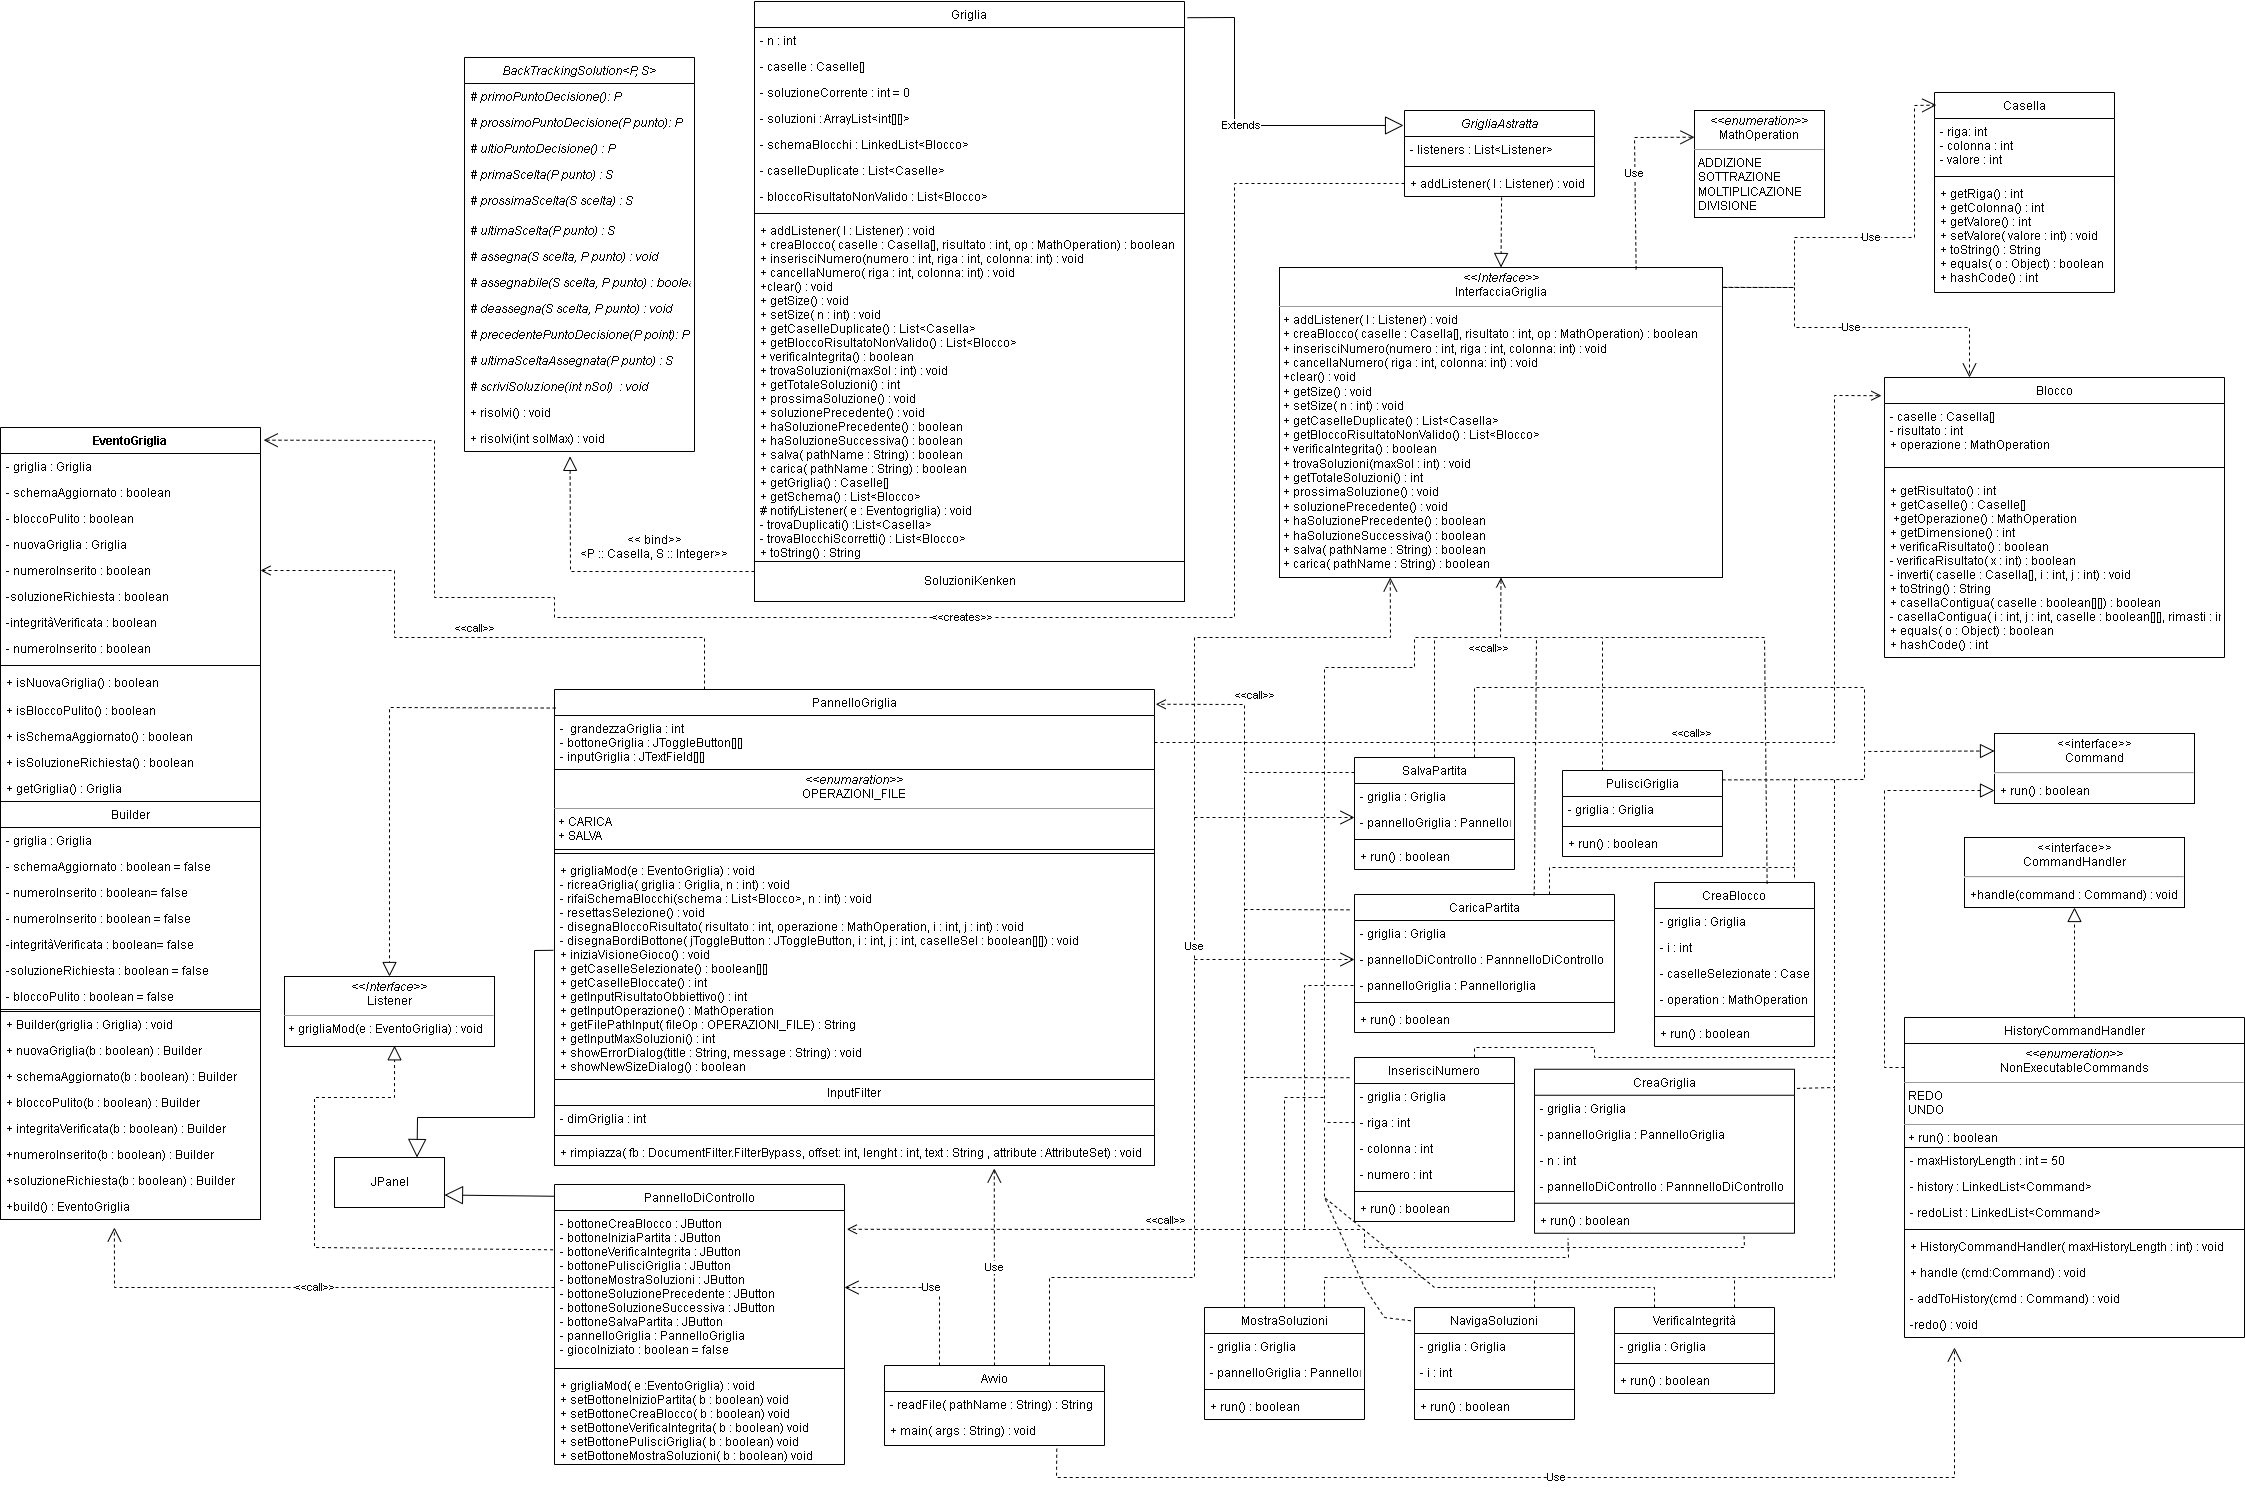 Griglia
- n : int
- caselle : Caselle[]
- soluzioneCorrente : int = 0
- soluzioni : ArrayList<int[][]>
- schemaBlocchi : LinkedList<Blocco>
- caselleDuplicate : List<Caselle>
- bloccoRisultatoNonValido : List<Blocco>
+ addListener( l : Listener) : void
+ creaBlocco( caselle : Casella[], risultato : int, op : MathOperation) : boolean
+ inserisciNumero(numero : int, riga : int, colonna: int) : void
+ cancellaNumero( riga : int, colonna: int) : void
+clear() : void
+ getSize() : void
+ setSize( n : int) : void
+ getCaselleDuplicate() : List<Casella>
+ getBloccoRisultatoNonValido() : List<Blocco>
+ verificaIntegrita() : boolean
+ trovaSoluzioni(maxSol : int) : void
+ getTotaleSoluzioni() : int
+ prossimaSoluzione() : void
+ soluzionePrecedente() : void
+ haSoluzionePrecedente() : boolean
+ haSoluzioneSuccessiva() : boolean
+ salva( pathName : String) : boolean
+ carica( pathName : String) : boolean
+ getGriglia() : Caselle[]
+ getSchema() : List<Blocco>
# notifyListener( e : Eventogriglia) : void
- trovaDuplicati() :List<Casella>
- trovaBlocchiScorretti() : List<Blocco>
+ toString() : String
SoluzioniKenken
BackTrackingSolution<P, S>
# primoPuntoDecisione(): P
# prossimoPuntoDecisione(P punto): P
# ultioPuntoDecisione() : P
# primaScelta(P punto) : S
# prossimaScelta(S scelta) : S
# ultimaScelta(P punto) : S
# assegna(S scelta, P punto) : void
# assegnabile(S scelta, P punto) : boolea
# deassegna(S scelta, P punto) : void
# precedentePuntoDecisione(P point): P
# ultimaSceltaAssegnata(P punto) : S
# scriviSoluzione(int nSol) : void
+ risolvi() : void
+ risolvi(int solMax) : void
<< bind>>
<P :: Casella, S :: Integer>>
Extends
GrigliaAstratta
- listeners : List<Listener>
+ addListener( l : Listener) : void
<<enumeration>>
MathOperation
ADDIZIONE
SOTTRAZIONE
MOLTIPLICAZIONE
DIVISIONE
Use
Casella
- riga: int
- colonna : int
- valore : int
+ getRiga() : int
+ getColonna() : int
+ getValore() : int
+ setValore( valore : int) : void
+ toString() : String
+ equals( o : Object) : boolean
+ hashCode() : int
Use
Use
<<Interface>>
InterfacciaGriglia
+ addListener( l : Listener) : void
+ creaBlocco( caselle : Casella[], risultato : int, op : MathOperation) : boolean
+ inserisciNumero(numero : int, riga : int, colonna: int) : void
+ cancellaNumero( riga : int, colonna: int) : void
+clear() : void
+ getSize() : void
+ setSize( n : int) : void
+ getCaselleDuplicate() : List<Casella>
+ getBloccoRisultatoNonValido() : List<Blocco>
+ verificaIntegrita() : boolean
+ trovaSoluzioni(maxSol : int) : void
+ getTotaleSoluzioni() : int
+ prossimaSoluzione() : void
+ soluzionePrecedente() : void
+ haSoluzionePrecedente() : boolean
+ haSoluzioneSuccessiva() : boolean
+ salva( pathName : String) : boolean
+ carica( pathName : String) : boolean
Blocco
- caselle : Casella[]
- risultato : int
+ operazione : MathOperation
+ getRisultato() : int
+ getCaselle() : Casella[]
+getOperazione() : MathOperation
+ getDimensione() : int
+ verificaRisultato() : boolean
- verificaRisultato( x : int) : boolean
- inverti( caselle : Casella[], i : int, j : int) : void
+ toString() : String
+ casellaContigua( caselle : boolean[][]) : boolean
- casellaContigua( i : int, j : int, caselle : boolean[][], rimasti : i
+ equals( o : Object) : boolean
+ hashCode() : int
EventoGriglia
- griglia : Griglia
- schemaAggiornato : boolean
- bloccoPulito : boolean
- nuovaGriglia : Griglia
- numeroInserito : boolean
-soluzioneRichiesta : boolean
-integritàVerificata : boolean
- numeroInserito : boolean
+ isNuovaGriglia() : boolean
+ isBloccoPulito() : boolean
+ isSchemaAggiornato() : boolean
+ isSoluzioneRichiesta() : boolean
+ getGriglia() : Griglia
Builder
- griglia : Griglia
- schemaAggiornato : boolean = false
- numeroInserito : boolean= false
- numeroInserito : boolean = false
-integritàVerificata : boolean= false
-soluzioneRichiesta : boolean = false
- bloccoPulito : boolean = false
+ Builder(griglia : Griglia) : void
+ nuovaGriglia(b : boolean) : Builder
+ schemaAggiornato(b : boolean) : Builder
+ bloccoPulito(b : boolean) : Builder
+ integritaVerificata(b : boolean) : Builder
+numeroInserito(b : boolean) : Builder
+soluzioneRichiesta(b : boolean) : Builder
+build() : EventoGriglia
<<creates>>
<<call>>
<<call>>
<<call>>
<<call>>
PannelloGriglia
- grandezzaGriglia : int
- bottoneGriglia : JToggleButton[][]
- inputGriglia : JTextField[][]
<<enumaration>>
OPERAZIONI_FILE
+ CARICA
+ SALVA
+ grigliaMod(e : EventoGriglia) : void
- ricreaGriglia( griglia : Griglia, n : int) : void
- rifaiSchemaBlocchi(schema : List<Blocco>, n : int) : void
- resettasSelezione() : void
- disegnaBloccoRisultato( risultato : int, operazione : MathOperation, i : int, j : int) : void
- disegnaBordiBottone( jToggleButton : JToggleButton, i : int, j : int, caselleSel : boolean[][]) : void
+ iniziaVisioneGioco() : void
+ getCaselleSelezionate() : boolean[][]
+ getCaselleBloccate() : int
+ getInputRisultatoObbiettivo() : int
+ getInputOperazione() : MathOperation
+ getFilePathInput( fileOp : OPERAZIONI_FILE) : String
+ getInputMaxSoluzioni() : int
+ showErrorDialog(title : String, message : String) : void
+ showNewSizeDialog() : boolean
InputFilter
- dimGriglia : int
+ rimpiazza( fb : DocumentFilter.FilterBypass, offset: int, lenght : int, text : String , attribute : AttributeSet) : void
<<Interface>>
Listener
+ grigliaMod(e : EventoGriglia) : void
JPanel
PannelloDiControllo
- bottoneCreaBlocco : JButton
- bottoneIniziaPartita : JButton
- bottoneVerificaIntegrita : JButton
- bottonePulisciGriglia : JButton
- bottoneMostraSoluzioni : JButton
- bottoneSoluzionePrecedente : JButton
- bottoneSoluzioneSuccessiva : JButton
- bottoneSalvaPartita : JButton
- pannelloGriglia : PannelloGriglia
- giocoIniziato : boolean = false
+ grigliaMod( e :EventoGriglia) : void
+ setBottoneInizioPartita( b : boolean) void
+ setBottoneCreaBlocco( b : boolean) : void
+ setBottoneVerificaIntegrita( b : boolean) void
+ setBottonePulisciGriglia( b : boolean) : void
+ setBottoneMostraSoluzioni( b : boolean) : void
<<call>>
Use
Use
Use
<<call>>
Avvio
- readFile( pathName : String) : String
+ main( args : String) : void
Use
SalvaPartita
- griglia : Griglia
- pannelloGriglia : Pannellori
+ run() : boolean
PulisciGriglia
- griglia : Griglia
+ run() : boolean
CaricaPartita
- griglia : Griglia
- pannelloDiControllo : PannnelloDiControllo
- pannelloGriglia : Pannelloriglia
+ run() : boolean
CreaBlocco
- griglia : Griglia
- i : int
- caselleSelezionate : Case
- operation : MathOperation
+ run() : boolean
InserisciNumero
- griglia : Griglia
- riga : int
- colonna : int
- numero : int
+ run() : boolean
CreaGriglia
- griglia : Griglia
- pannelloGriglia : PannelloGriglia
- n : int
- pannelloDiControllo : PannnelloDiControllo
+ run() : boolean
MostraSoluzioni
- griglia : Griglia
- pannelloGriglia : Pannellori
+ run() : boolean
NavigaSoluzioni
- griglia : Griglia
- i : int
+ run() : boolean
VerificaIntegrità
- griglia : Griglia
+ run() : boolean
<<interface>>
Command
+ run() : boolean
<<interface>>
CommandHandler
+handle(command : Command) : void
HistoryCommandHandler
<<enumeration>>
NonExecutableCommands
REDO
UNDO
+ run() : boolean
- maxHistoryLength : int = 50
- history : LinkedList<Command>
- redoList : LinkedList<Command>
+ HistoryCommandHandler( maxHistoryLength : int) : void
+ handle (cmd:Command) : void
- addToHistory(cmd : Command) : void
-redo() : void